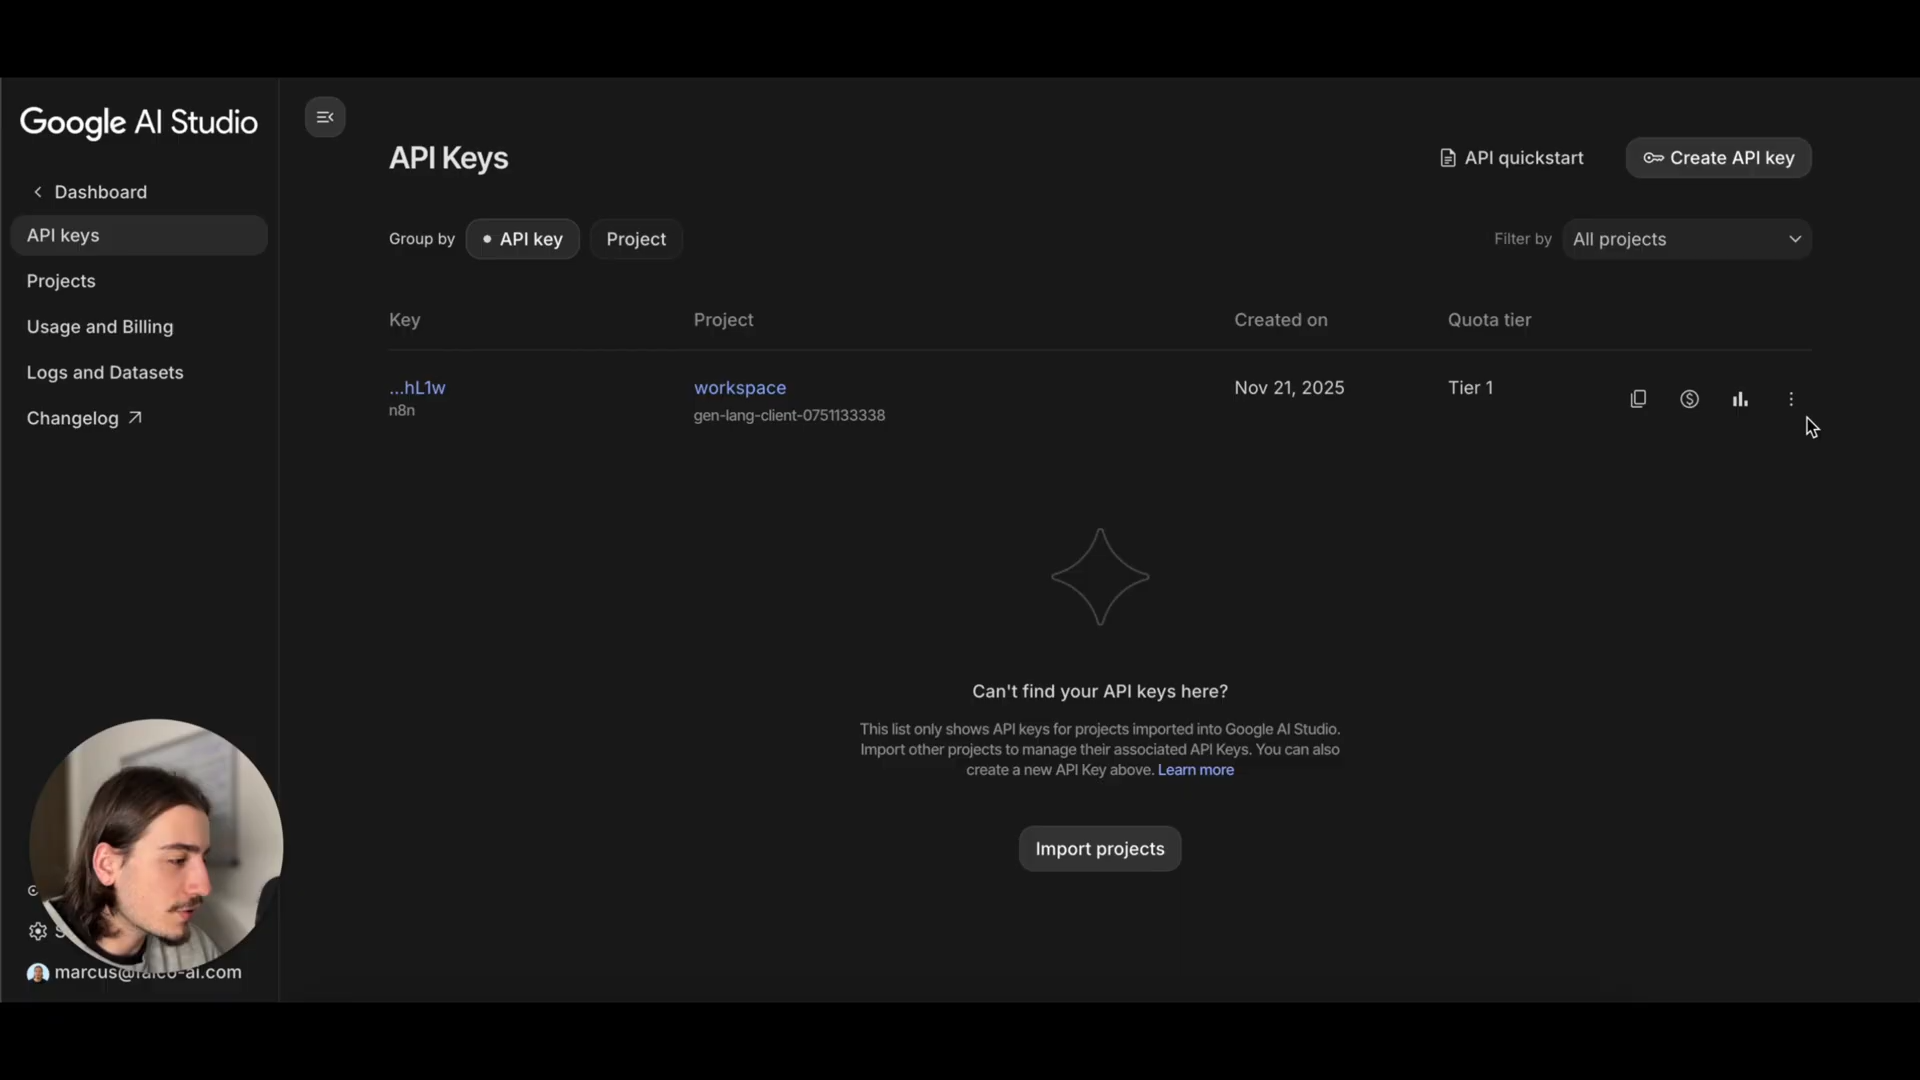 Google AI Studio
Dashboard
API keys
Projects
Usage and Billing
Logs and Datasets
Changelog
API Keys
API quickstart
Create API key
Group by
API key
Project
Filter by
All projects
Key
Project
Created on
Quota tier
...hL1w
workspace
Nov 21, 2025
Tier 1
n8n
gen-lang-client-0751133338
Can't find your API keys here?
This list only shows API keys for projects imported into Google AI Studio.
Import other projects to manage their associated API Keys. You can also
create a new API Key above. Learn more
Import projects
marcus@falco-ai.com